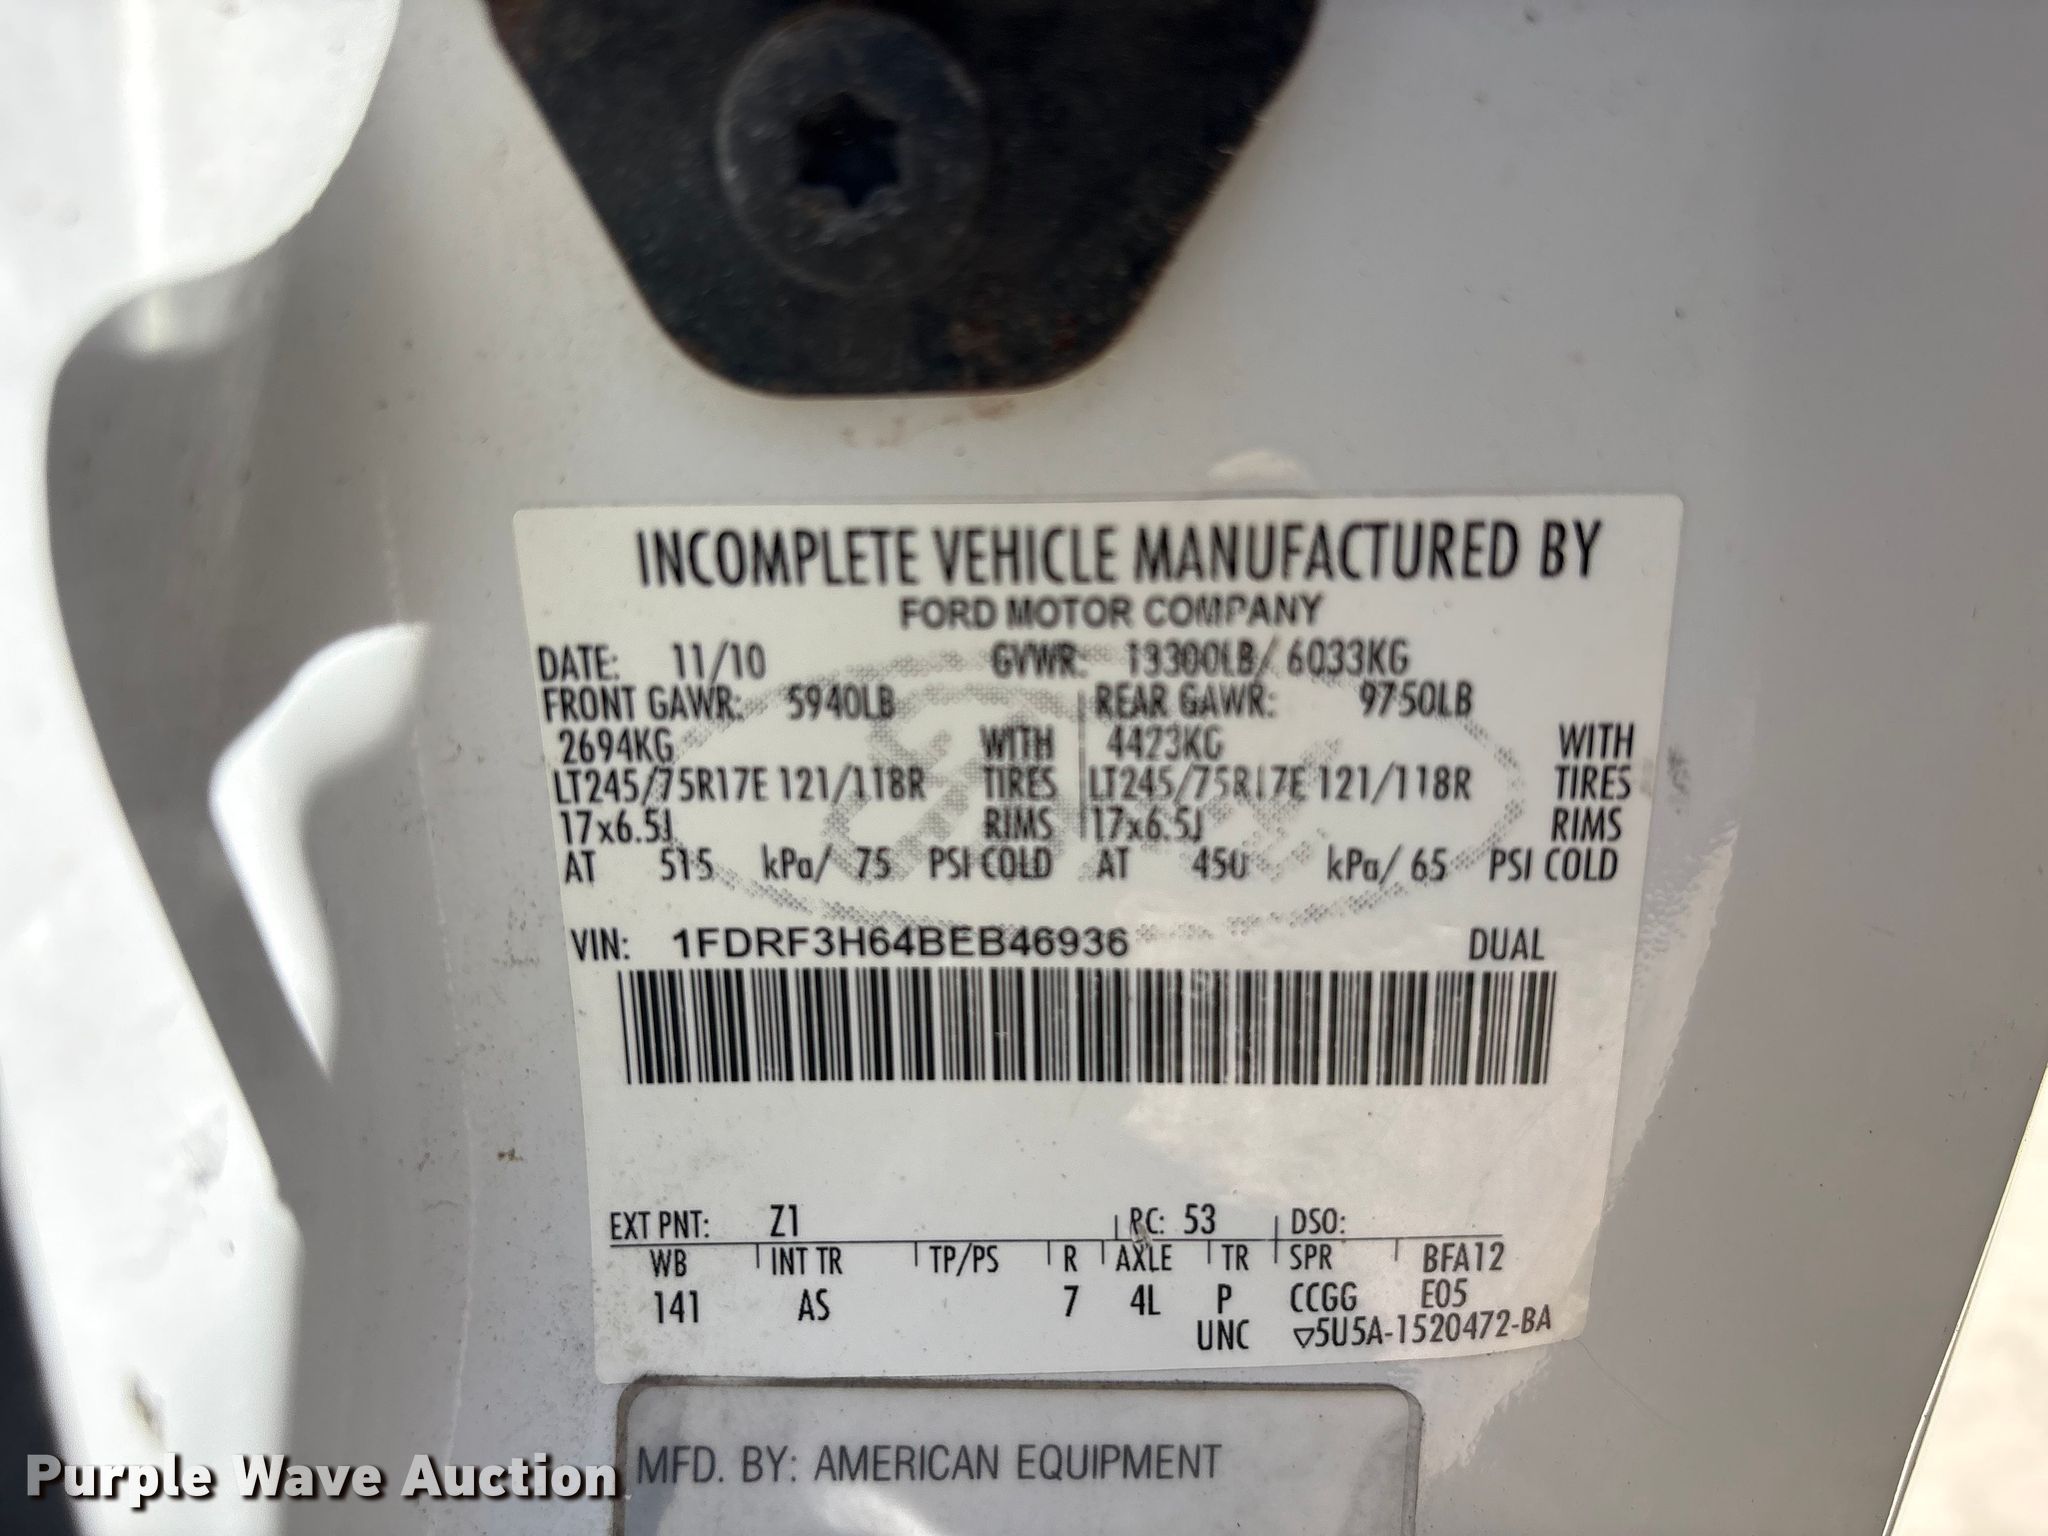 INCOMPLETE VEHICLE MANUFACTURED BY
FORD MOTOR COMPANY
DATE: 11/10 GVWR: 13300LB/ 6033KG
FRONT GAWR: 5940LB REAR GAWR: 9750LB
2694KG WITH 4423KG WITH
LT245/75R17E 121/118R TIRES LT245/75R17E 121/118R TIRES
17x6.5J RIMS 17x6.5J RIMS
AT 515 kPa/ 75 PSI COLD AT 450 kPa/ 65 PSI COLD
VIN: 1FDRF3H64BEB46936 DUAL
EXT PNT: Z1 RC: 53 DSO:
WB INT TR TP/PS R AXLE TR SPR BFA12
141 AS 7 4L P CCGG E05
UNC ▽5U5A-1520472-BA
MFD. BY: AMERICAN EQUIPMENT
Purple Wave Auction